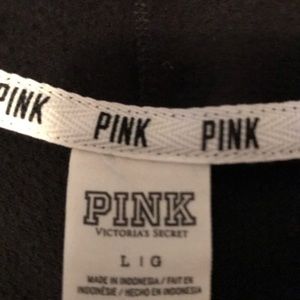 PINK PINK PINK
PINK
VICTORIA'S SECRET
L | G
MADE IN INDONESIA / FAIT EN
INDONÉSIE / HECHO EN INDONESIA